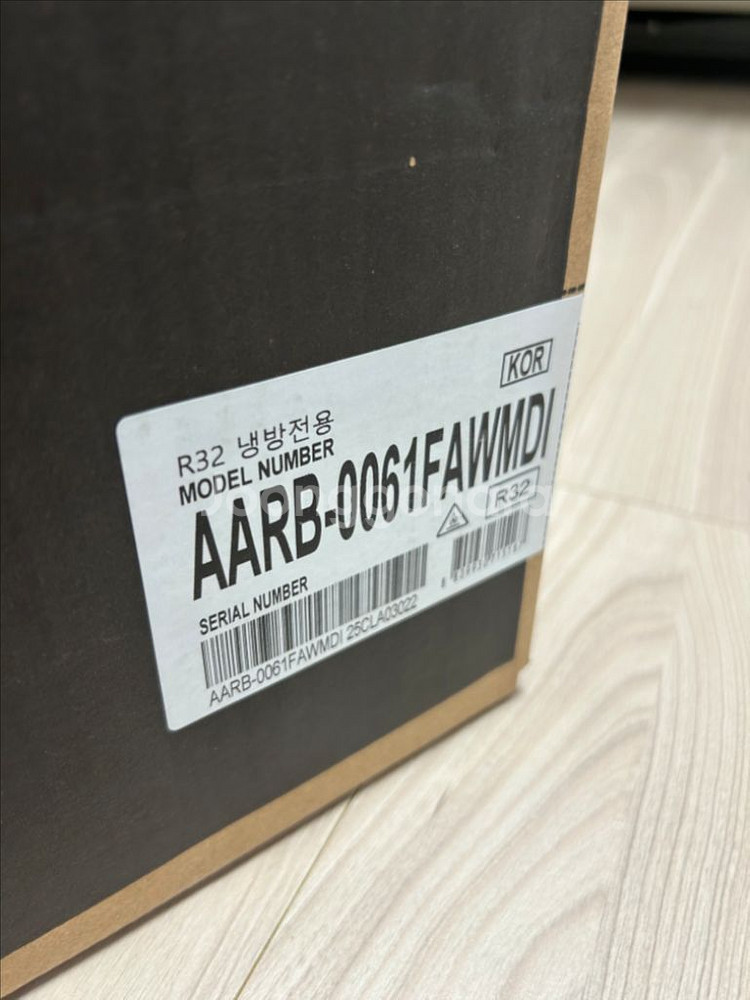 KOR
R32 냉방전용
MODEL NUMBER
AARB-0061FAWMDI
R32
SERIAL NUMBER
AARB-0061FAWMDI 25CLA03022